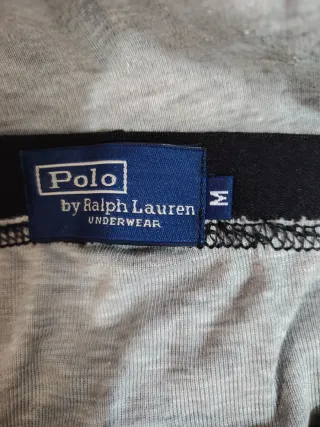 Polo
by Ralph Lauren
UNDERWEAR
M